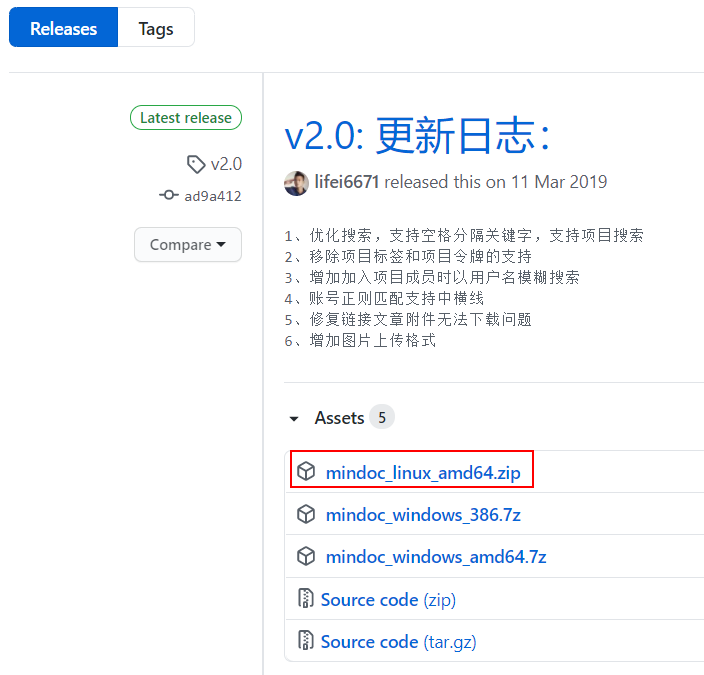 Releases Tags
Latest release
v2.0
ad9a412
Compare
v2.0: 更新日志:
lifei6671 released this on 11 Mar 2019
1、优化搜索，支持空格分隔关键字，支持项目搜索
2、移除项目标签和项目令牌的支持
3、增加加入项目成员时以用户名模糊搜索
4、账号正则匹配支持中横线
5、修复链接文章附件无法下载问题
6、增加图片上传格式
Assets 5
mindoc_linux_amd64.zip
mindoc_windows_386.7z
mindoc_windows_amd64.7z
Source code (zip)
Source code (tar.gz)